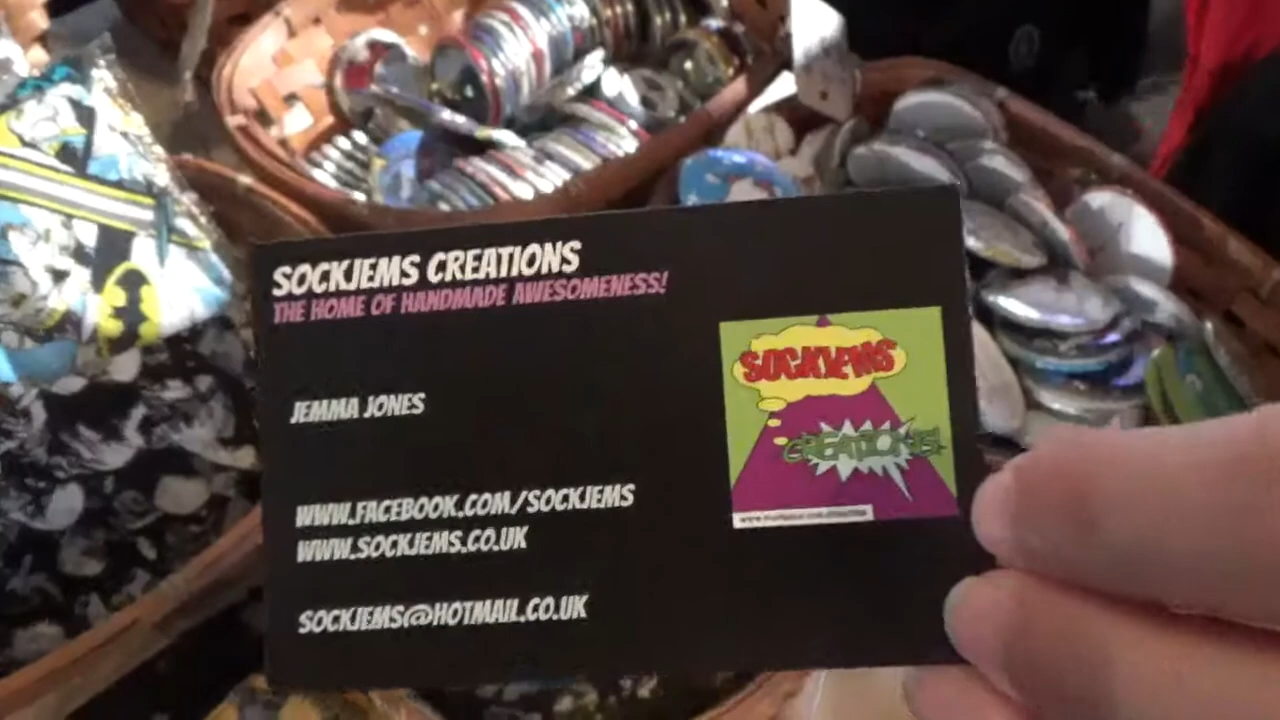 SOCKJEMS CREATIONS
THE HOME OF HANDMADE AWESOMENESS!
JEMMA JONES
WWW.FACEBOOK.COM/SOCKJEMS
WWW.SOCKJEMS.CO.UK
SOCKJEMS@HOTMAIL.CO.UK
SOCKJEMS
CREATIONS!